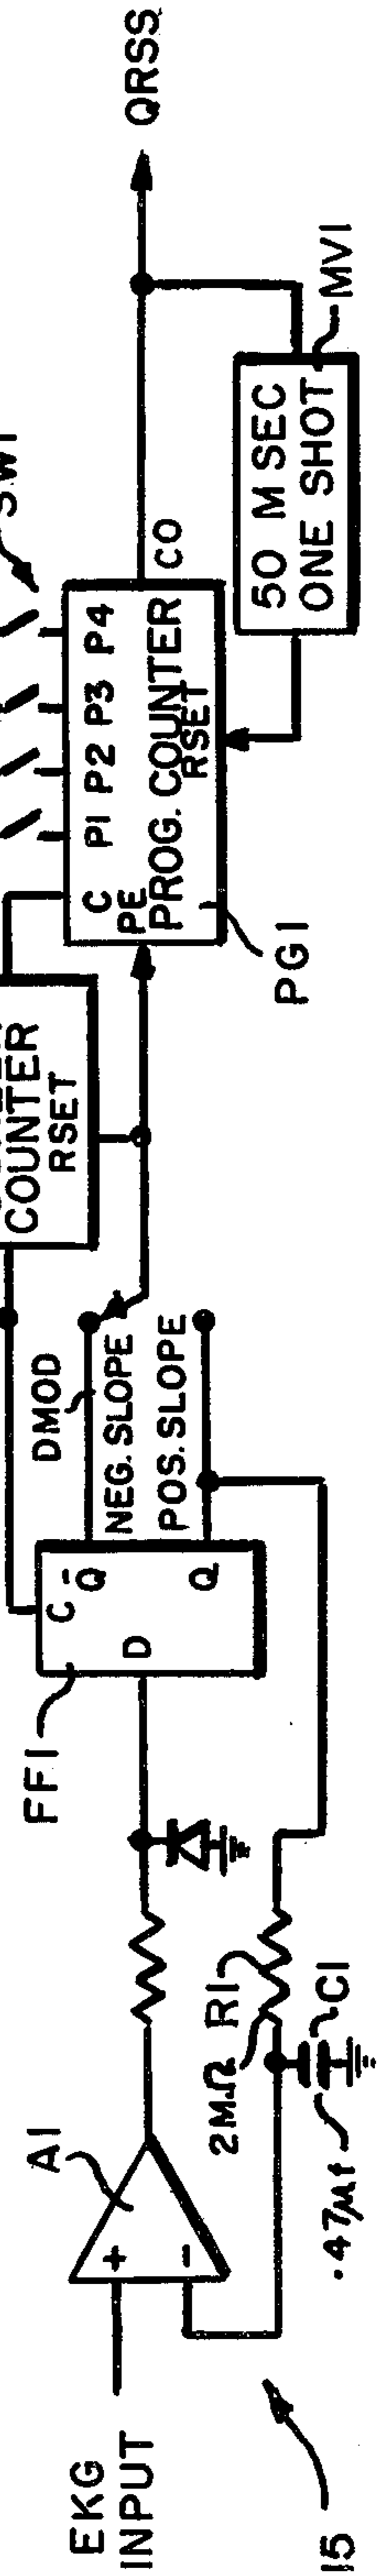 EKG
INPUT
15
A1
2MΩ
R1
.47μf
C1
FF1
C
Q̄
D
Q
DMOD
NEG. SLOPE
POS. SLOPE
COUNTER
RSET
SW1
C
P1 P2 P3 P4
PE
PROG. COUNTER
RSET
CO
PG1
50 M SEC
ONE SHOT
MV1
QRSS